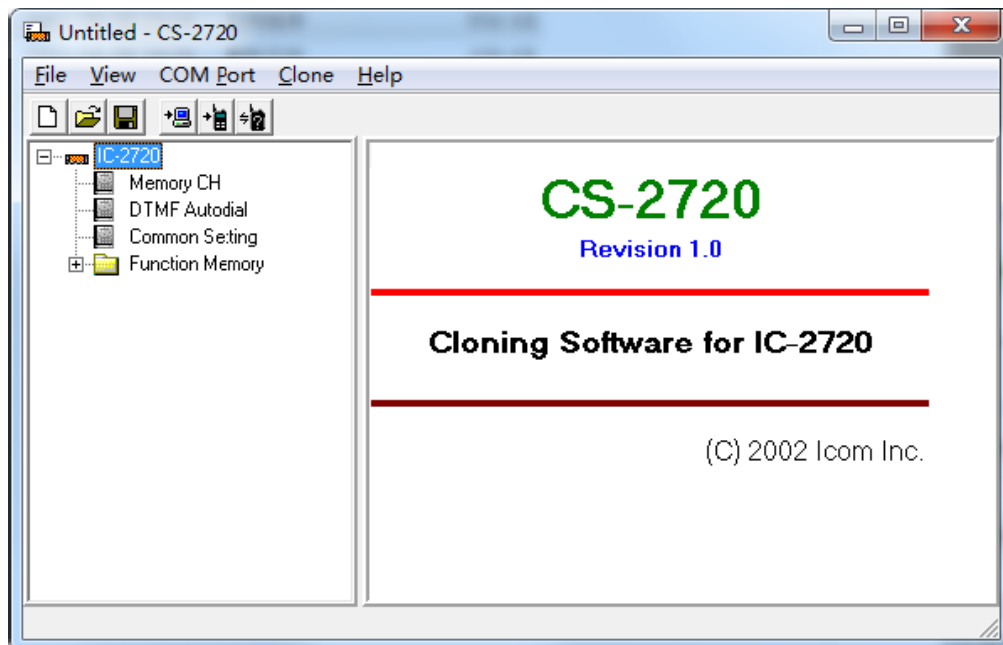 Untitled - CS-2720
File View COM Port Clone Help
IC-2720
Memory CH
DTMF Autodial
Common Setting
Function Memory
CS-2720
Revision 1.0
Cloning Software for IC-2720
(C) 2002 Icom Inc.